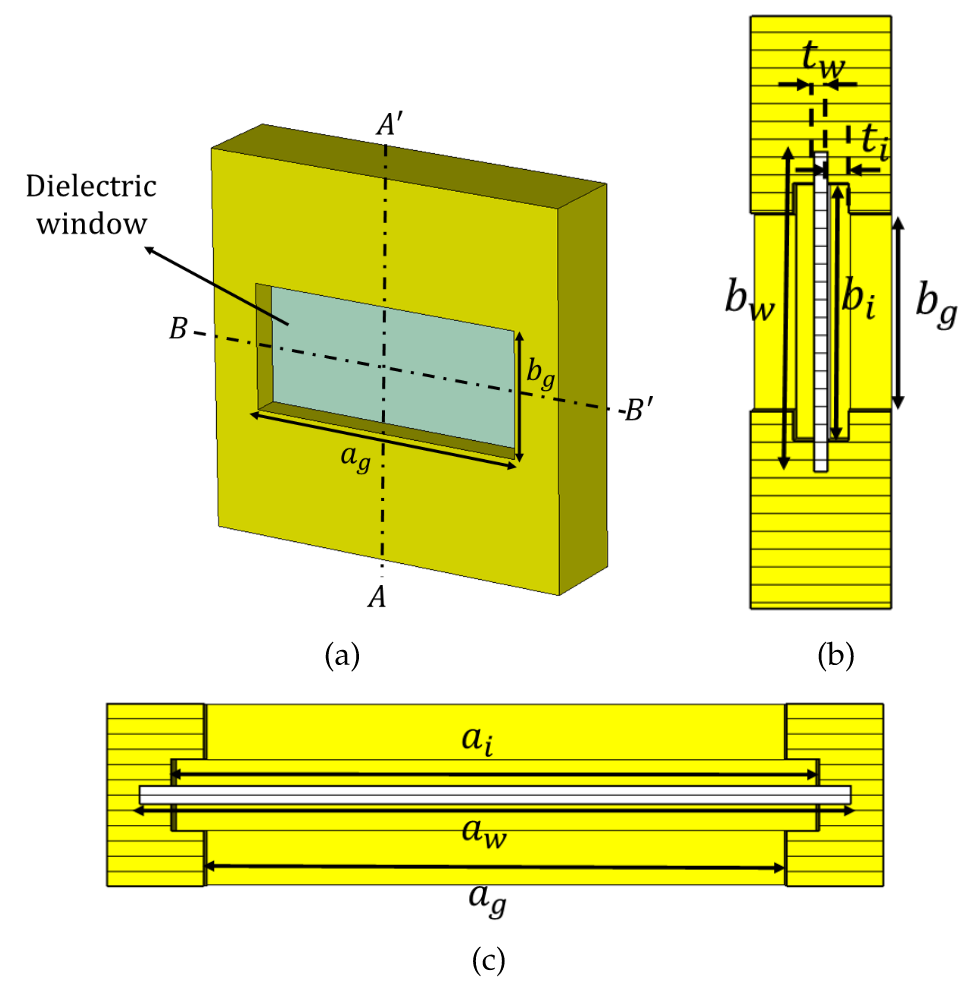 A′
Dielectric
window
B
b_g
B′
a_g
A
(a)
t_w
t_i
b_w
b_i
b_g
(b)
a_i
a_w
a_g
(c)